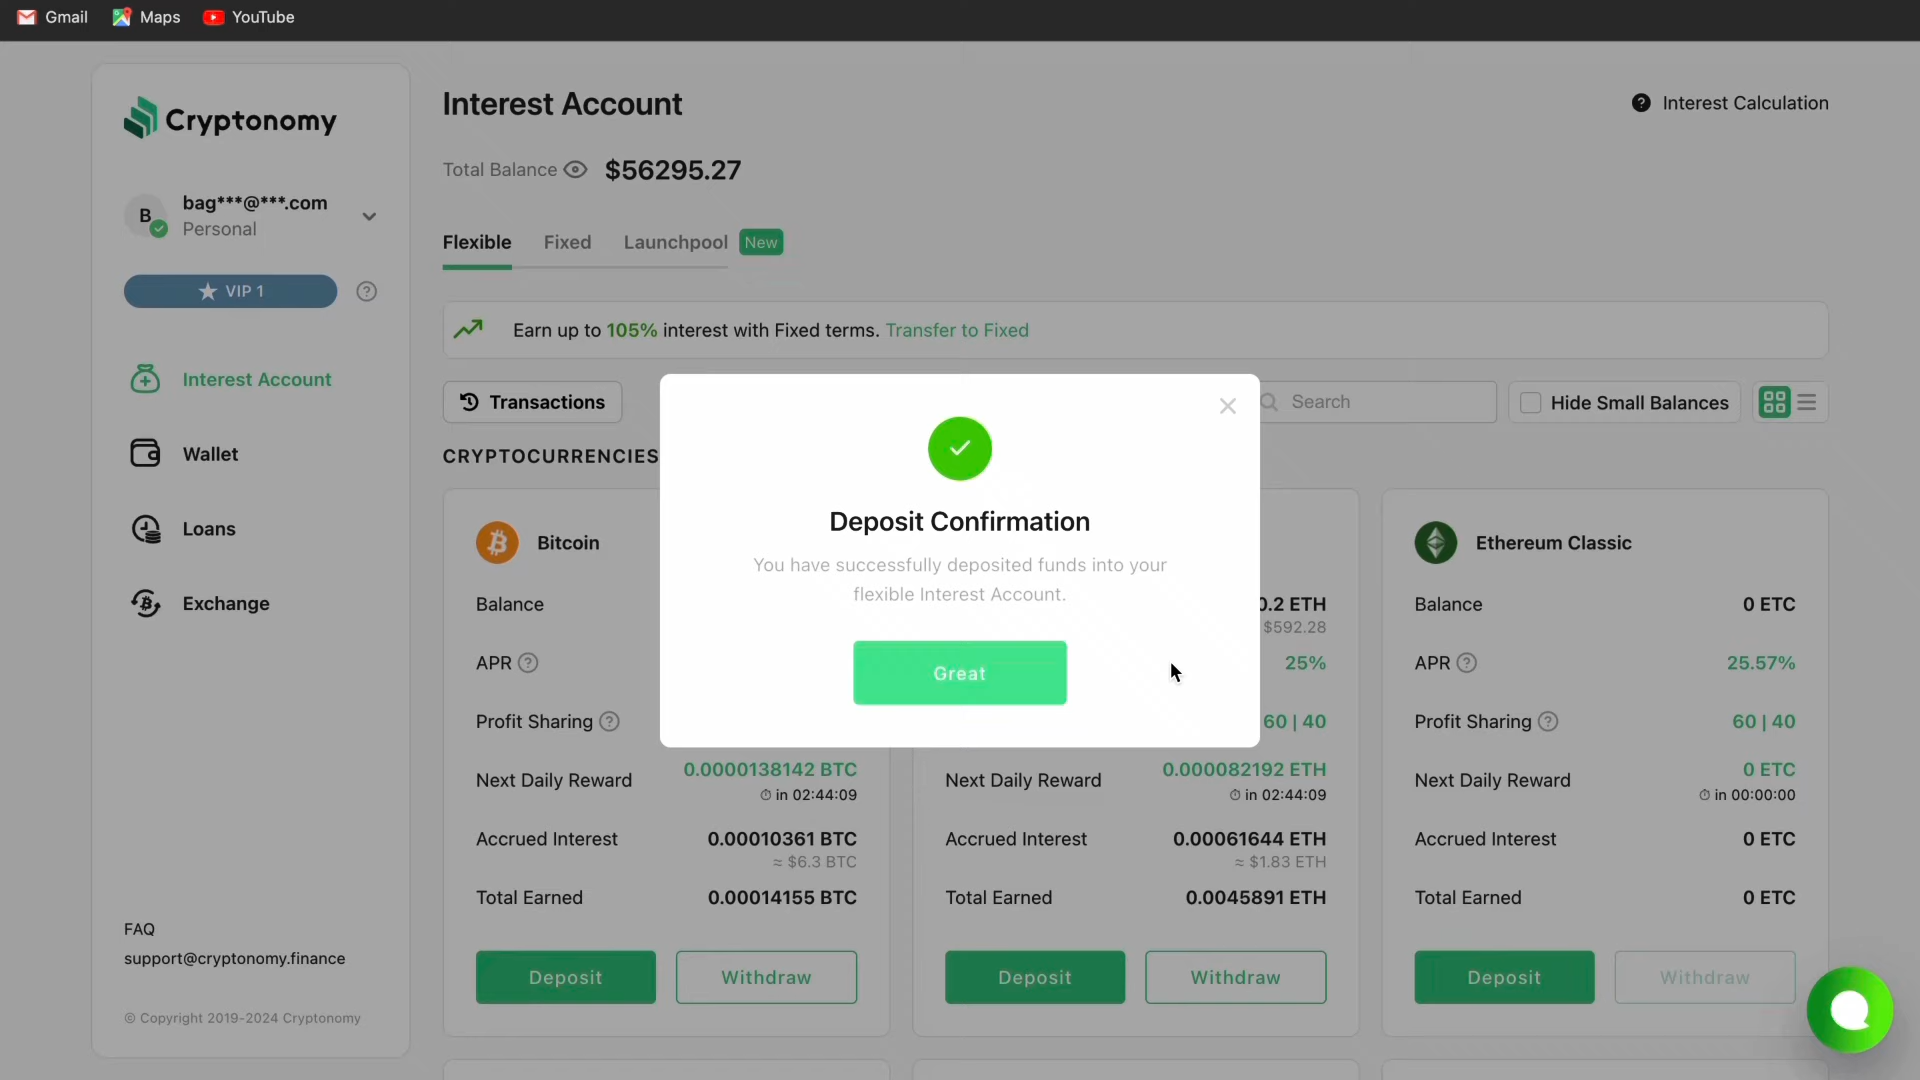 Gmail Maps YouTube
Cryptonomy
B bag***@***.com
Personal
VIP 1 ?
Interest Account
Wallet
Loans
Exchange
FAQ
support@cryptonomy.finance
© Copyright 2019-2024 Cryptonomy
Interest Account
? Interest Calculation
Total Balance $56295.27
Flexible Fixed Launchpool New
Earn up to 105% interest with Fixed terms. Transfer to Fixed
Transactions
Search
Hide Small Balances
CRYPTOCURRENCIES
Deposit Confirmation
You have successfully deposited funds into your
flexible Interest Account.
Great
Bitcoin
Balance
APR ?
Profit Sharing ?
Next Daily Reward 0.0000138142 BTC
in 02:44:09
Accrued Interest 0.00010361 BTC
≈ $6.3 BTC
Total Earned 0.00014155 BTC
Deposit Withdraw
0.2 ETH
$592.28
25%
60 | 40
Next Daily Reward 0.000082192 ETH
in 02:44:09
Accrued Interest 0.00061644 ETH
≈ $1.83 ETH
Total Earned 0.0045891 ETH
Deposit Withdraw
Ethereum Classic
Balance 0 ETC
APR ? 25.57%
Profit Sharing ? 60 | 40
Next Daily Reward 0 ETC
in 00:00:00
Accrued Interest 0 ETC
Total Earned 0 ETC
Deposit Withdraw